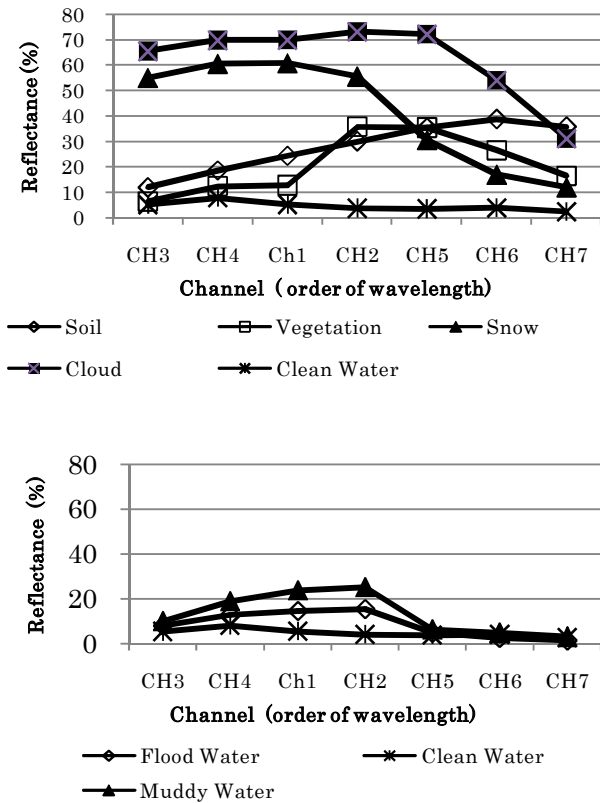 80
70
60
50
40
30
20
10
0
Reflectance (%)
CH3 CH4 Ch1 CH2 CH5 CH6 CH7
Channel ( order of wavelength)
Soil Vegetation Snow
Cloud Clean Water
80
60
40
20
0
Reflectance (%)
CH3 CH4 Ch1 CH2 CH5 CH6 CH7
Channel (order of wavelength)
Flood Water Clean Water
Muddy Water